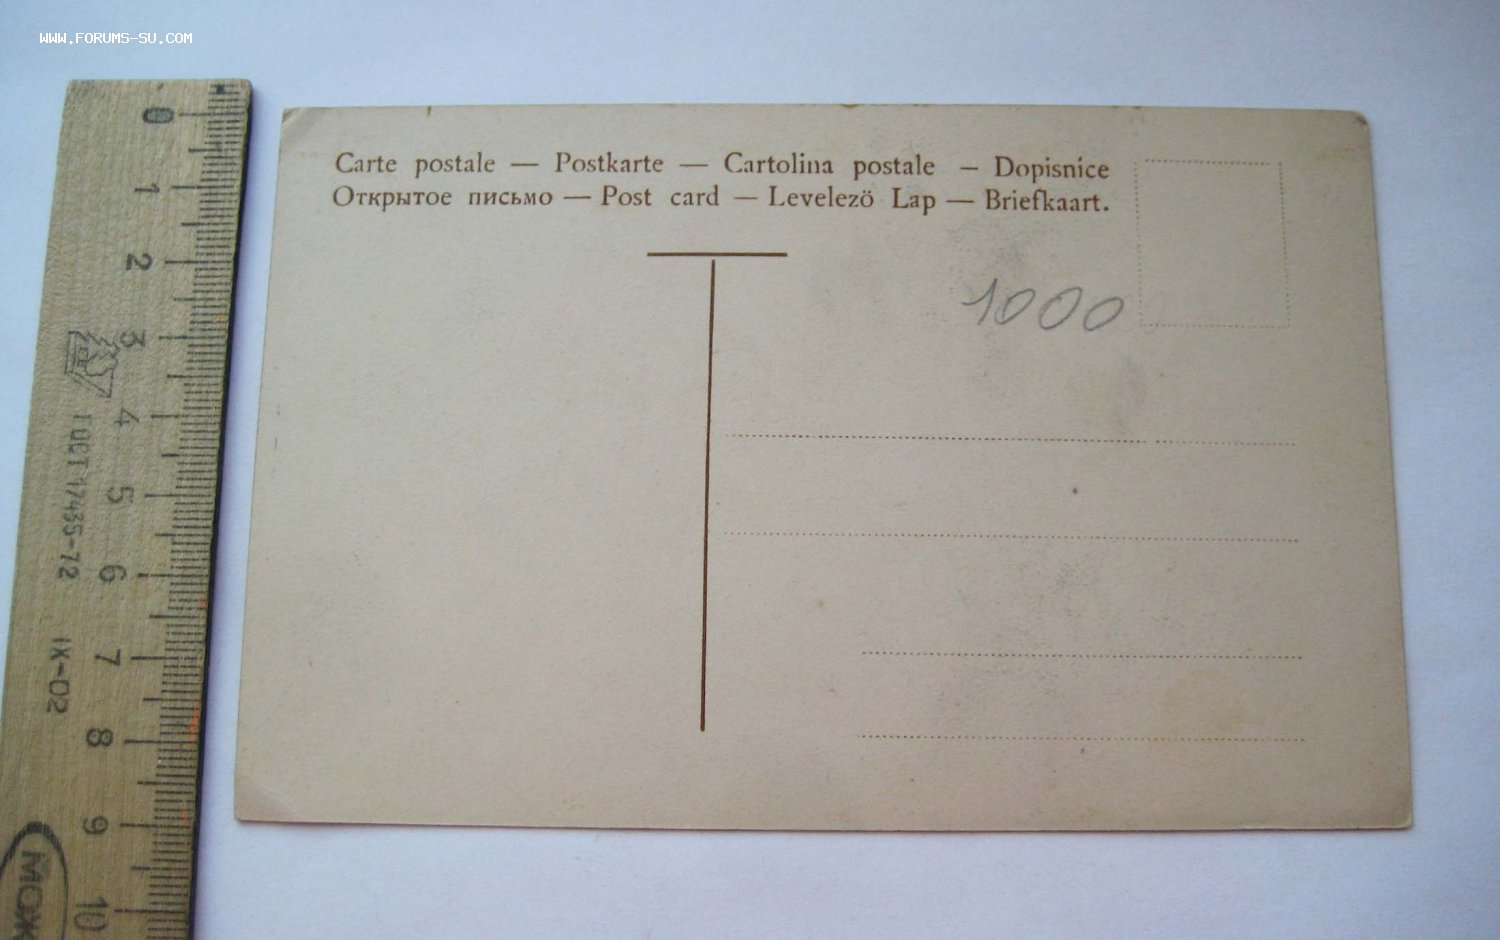 WWW.FORUMS-SU.COM
Carte postale — Postkarte — Cartolina postale — Dopisnice
Открытое письмо — Post card — Levelezö Lap — Briefkaart.
1000
0
1
2
3
4
5
6
7
8
9
10
ГОСТ 17435-72
IX-02
МОЖ